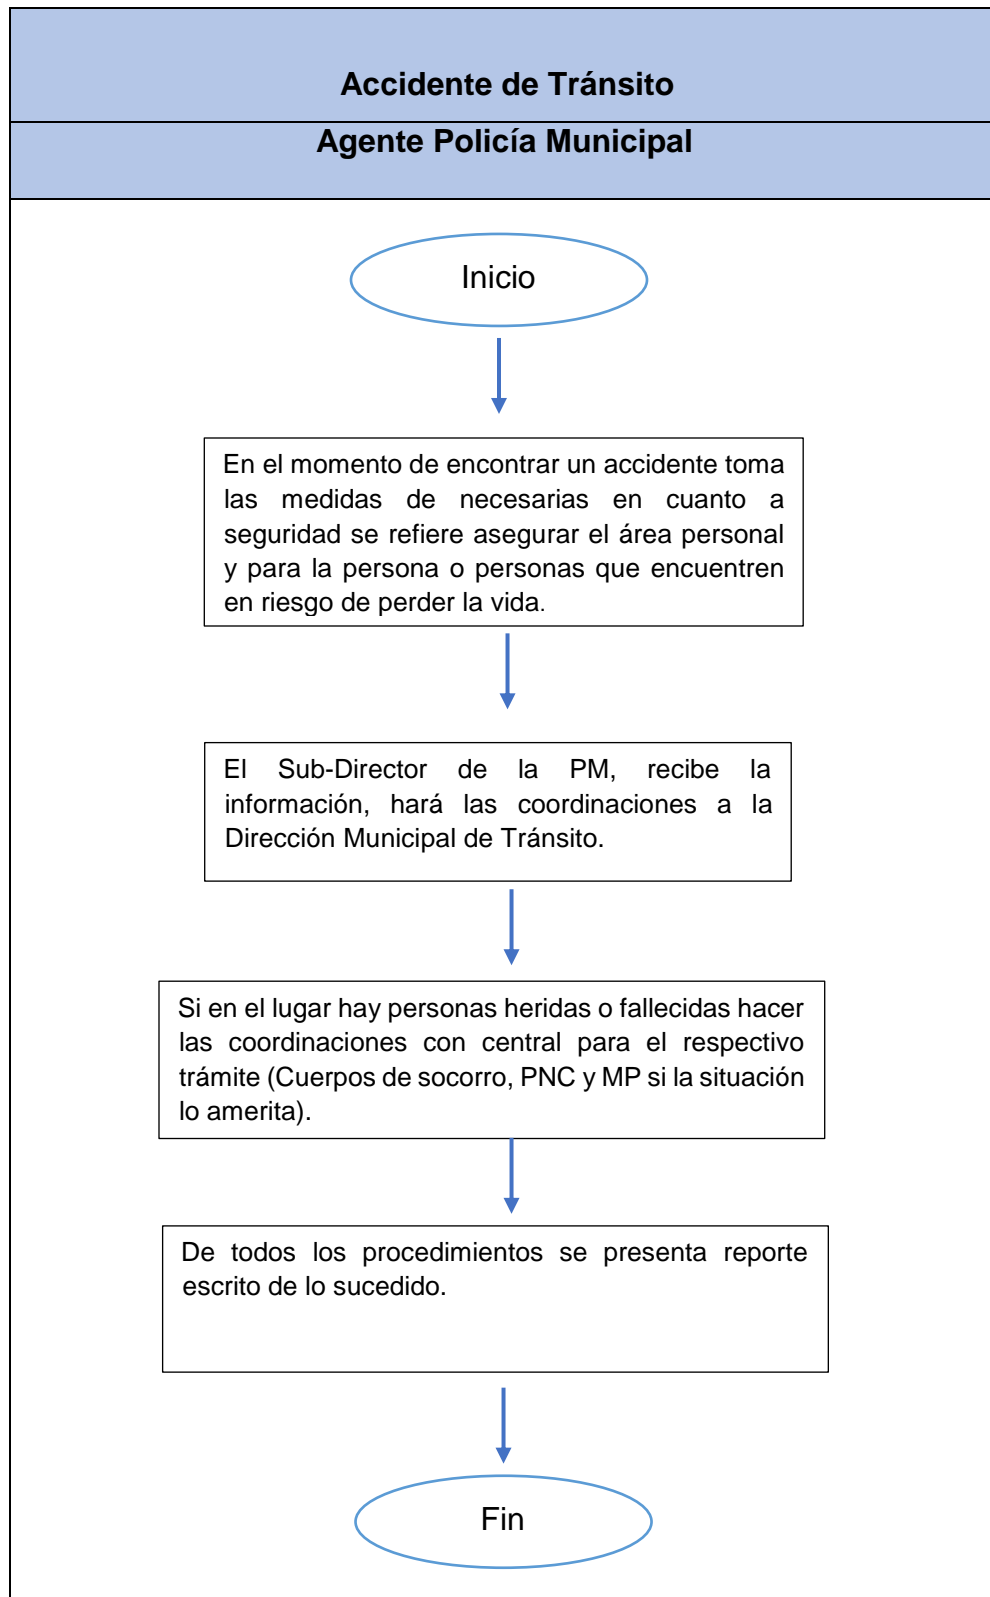 Accidente de Tránsito
Agente Policía Municipal
Inicio
En el momento de encontrar un accidente toma
las medidas de necesarias en cuanto a
seguridad se refiere asegurar el área personal
y para la persona o personas que encuentren
en riesgo de perder la vida.
El Sub-Director de la PM, recibe la
información, hará las coordinaciones a la
Dirección Municipal de Tránsito.
Si en el lugar hay personas heridas o fallecidas hacer
las coordinaciones con central para el respectivo
trámite (Cuerpos de socorro, PNC y MP si la situación
lo amerita).
De todos los procedimientos se presenta reporte
escrito de lo sucedido.
Fin